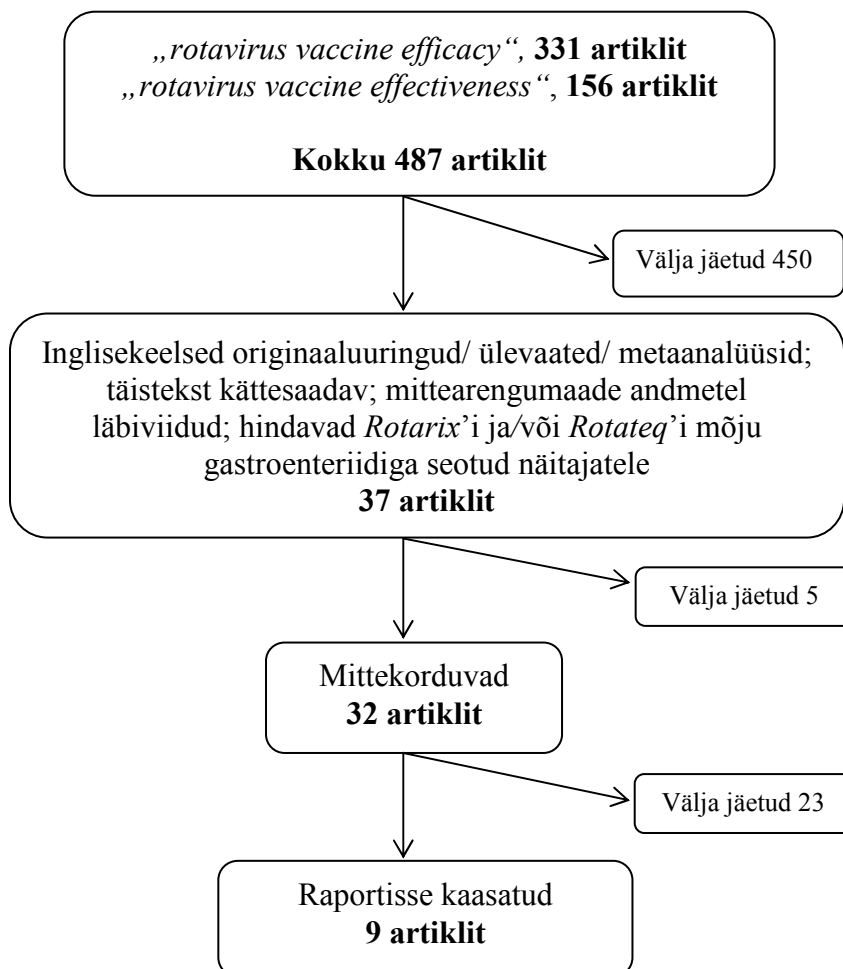 „rotavirus vaccine efficacy“, 331 artiklit
„rotavirus vaccine effectiveness“, 156 artiklit
Kokku 487 artiklit
Välja jäetud 450
Inglisekeelsed originaaluuringud/ ülevaated/ metaanalüüsid;
täistekst kättesaadav; mittearengumaade andmetel
läbiviidud; hindavad Rotarix’i ja/või Rotateq’i mõju
gastroenteriidiga seotud näitajatele
37 artiklit
Välja jäetud 5
Mittekorduvad
32 artiklit
Välja jäetud 23
Raportisse kaasatud
9 artiklit